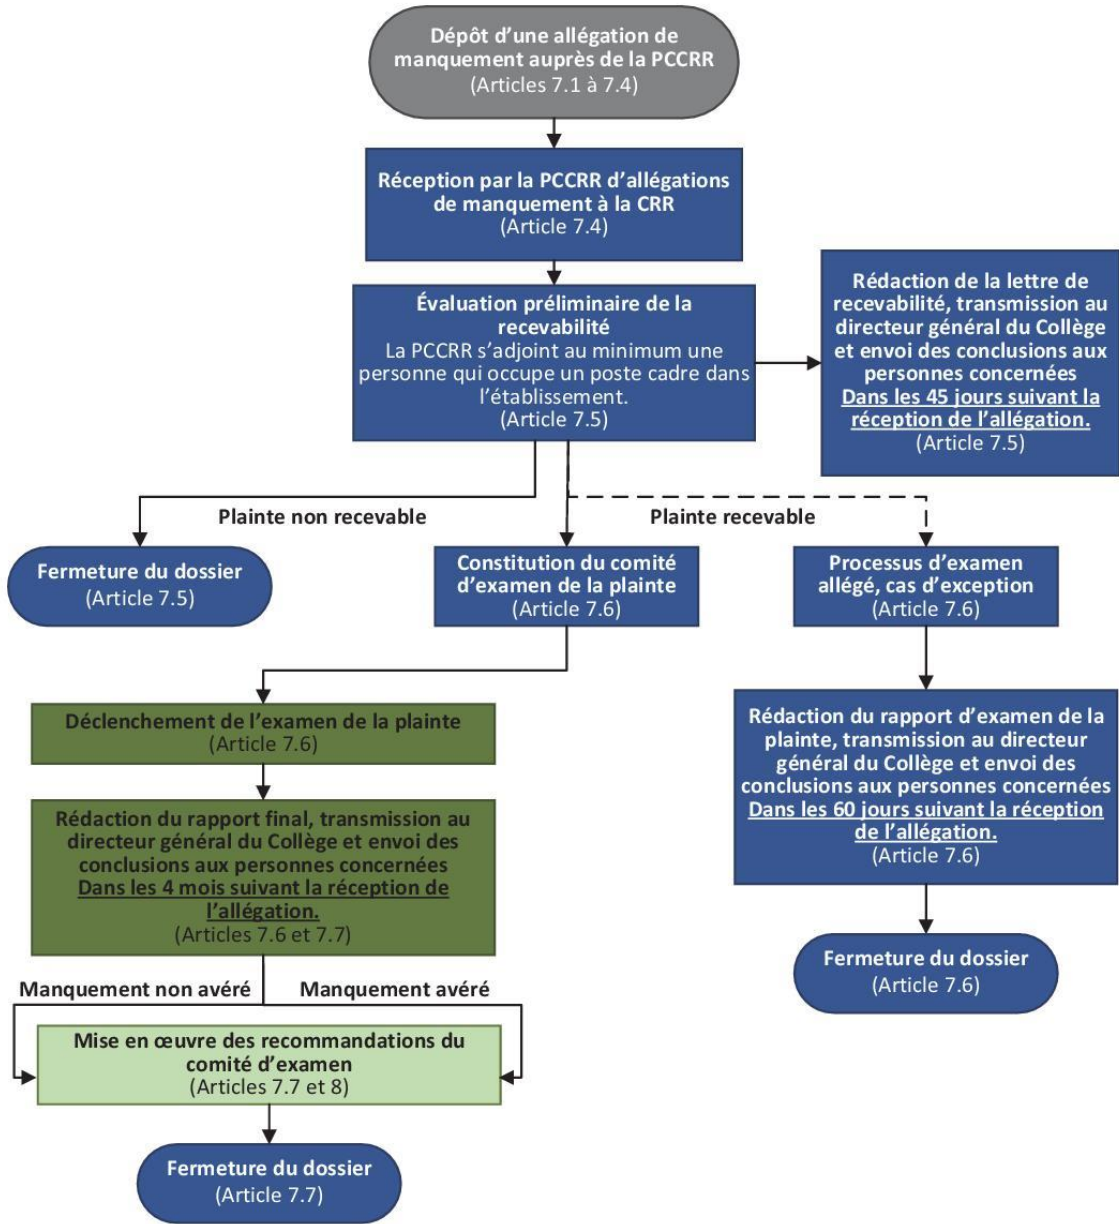 Dépôt d’une allégation de
manquement auprès de la PCCRR
(Articles 7.1 à 7.4)
Réception par la PCCRR d’allégations
de manquement à la CRR
(Article 7.4)
Évaluation préliminaire de la
recevabilité
La PCCRR s’adjoint au minimum une
personne qui occupe un poste cadre dans
l’établissement.
(Article 7.5)
Rédaction de la lettre de
recevabilité, transmission au
directeur général du Collège
et envoi des conclusions aux
personnes concernées
Dans les 45 jours suivant la
réception de l’allégation.
(Article 7.5)
Plainte non recevable
Plainte recevable
Fermeture du dossier
(Article 7.5)
Constitution du comité
d’examen de la plainte
(Article 7.6)
Processus d’examen
allégé, cas d’exception
(Article 7.6)
Déclenchement de l’examen de la plainte
(Article 7.6)
Rédaction du rapport final, transmission au
directeur général du Collège et envoi des
conclusions aux personnes concernées
Dans les 4 mois suivant la réception de
l’allégation.
(Articles 7.6 et 7.7)
Rédaction du rapport d’examen de la
plainte, transmission au directeur
général du Collège et envoi des
conclusions aux personnes concernées
Dans les 60 jours suivant la réception
de l’allégation.
(Article 7.6)
Fermeture du dossier
(Article 7.6)
Manquement non avéré
Manquement avéré
Mise en œuvre des recommandations du
comité d’examen
(Articles 7.7 et 8)
Fermeture du dossier
(Article 7.7)